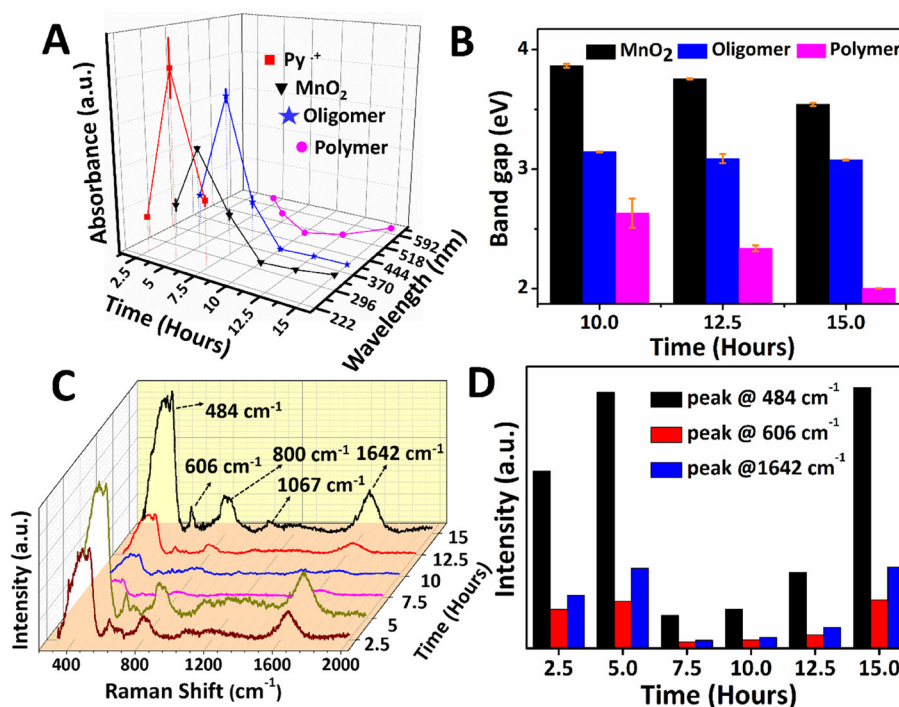 A
Absorbance (a.u.)
Py ·+
MnO2
Oligomer
Polymer
2.5
5
7.5
10
12.5
15
Time (Hours)
222
296
370
444
518
592
Wavelength (nm)
B
MnO2 Oligomer Polymer
Band gap (eV)
4
3
2
10.0 12.5 15.0
Time (Hours)
C
484 cm-1
606 cm-1
800 cm-1
1067 cm-1
1642 cm-1
Intensity (a.u.)
15
12.5
10
7.5
5
2.5
Time (Hours)
400 800 1200 1600 2000
Raman Shift (cm-1)
D
peak @ 484 cm-1
peak @ 606 cm-1
peak @1642 cm-1
Intensity (a.u.)
2.5 5.0 7.5 10.0 12.5 15.0
Time (Hours)